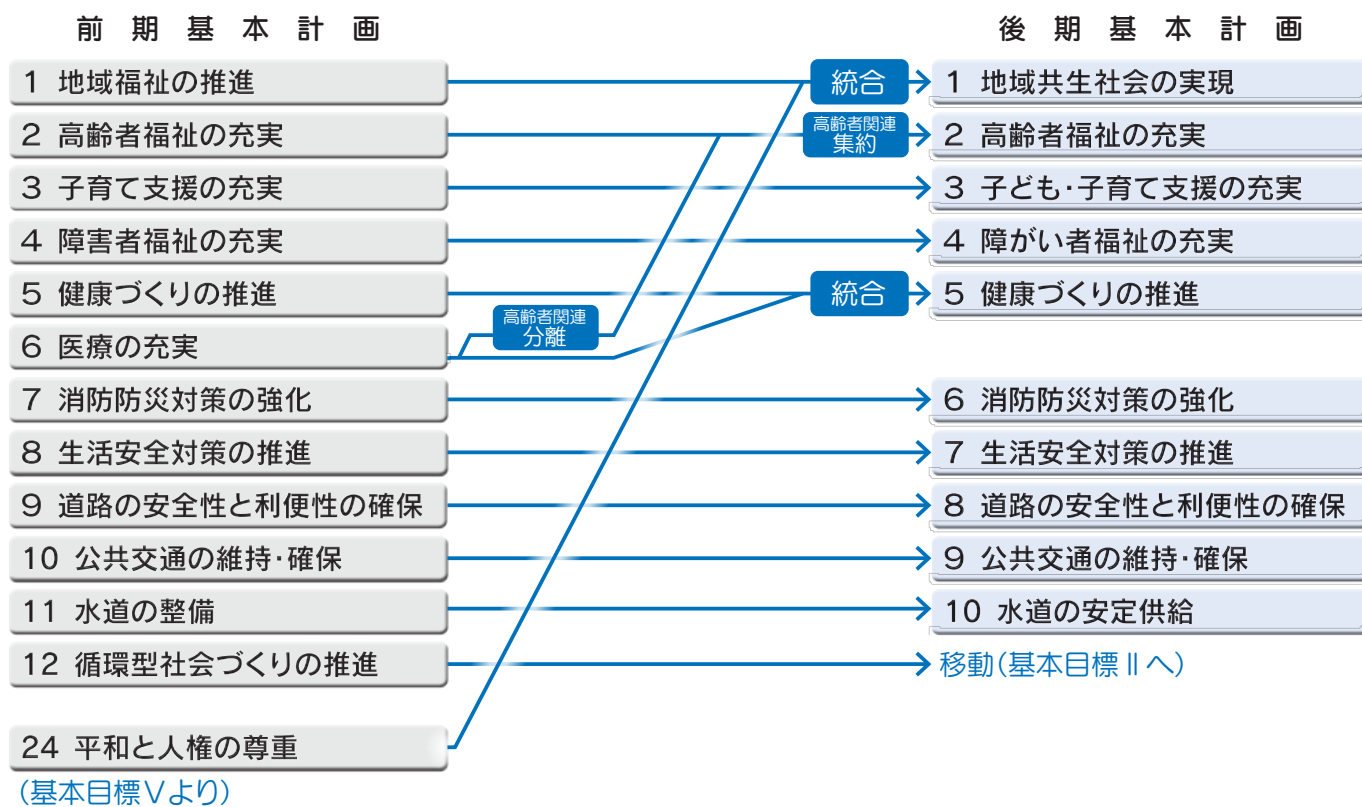 前期基本計画
1 地域福祉の推進
2 高齢者福祉の充実
3 子育て支援の充実
4 障害者福祉の充実
5 健康づくりの推進
6 医療の充実
7 消防防災対策の強化
8 生活安全対策の推進
9 道路の安全性と利便性の確保
10 公共交通の維持・確保
11 水道の整備
12 循環型社会づくりの推進
24 平和と人権の尊重
(基本目標Ⅴより)
統合
高齢者関連
集約
統合
高齢者関連
分離
後期基本計画
1 地域共生社会の実現
2 高齢者福祉の充実
3 子ども・子育て支援の充実
4 障がい者福祉の充実
5 健康づくりの推進
6 消防防災対策の強化
7 生活安全対策の推進
8 道路の安全性と利便性の確保
9 公共交通の維持・確保
10 水道の安定供給
移動(基本目標Ⅱへ)